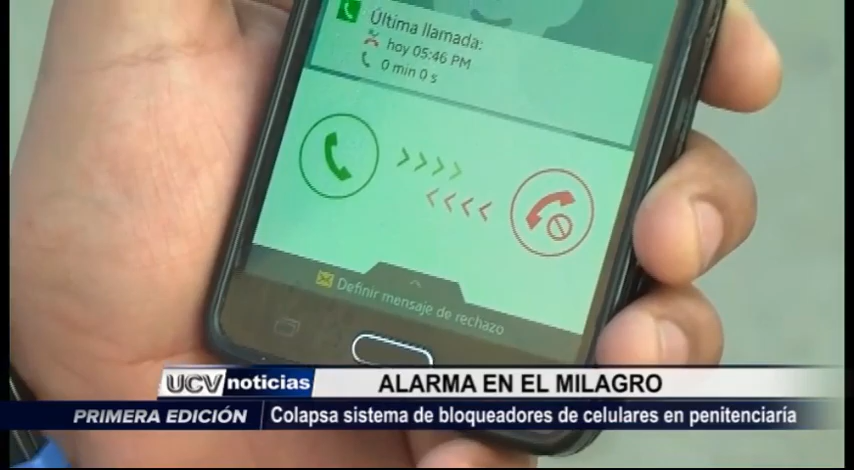 Última llamada:
hoy 05:46 PM
0 min 0 s
Definir mensaje de rechazo
UCV noticias
ALARMA EN EL MILAGRO
PRIMERA EDICIÓN
Colapsa sistema de bloqueadores de celulares en penitenciaría